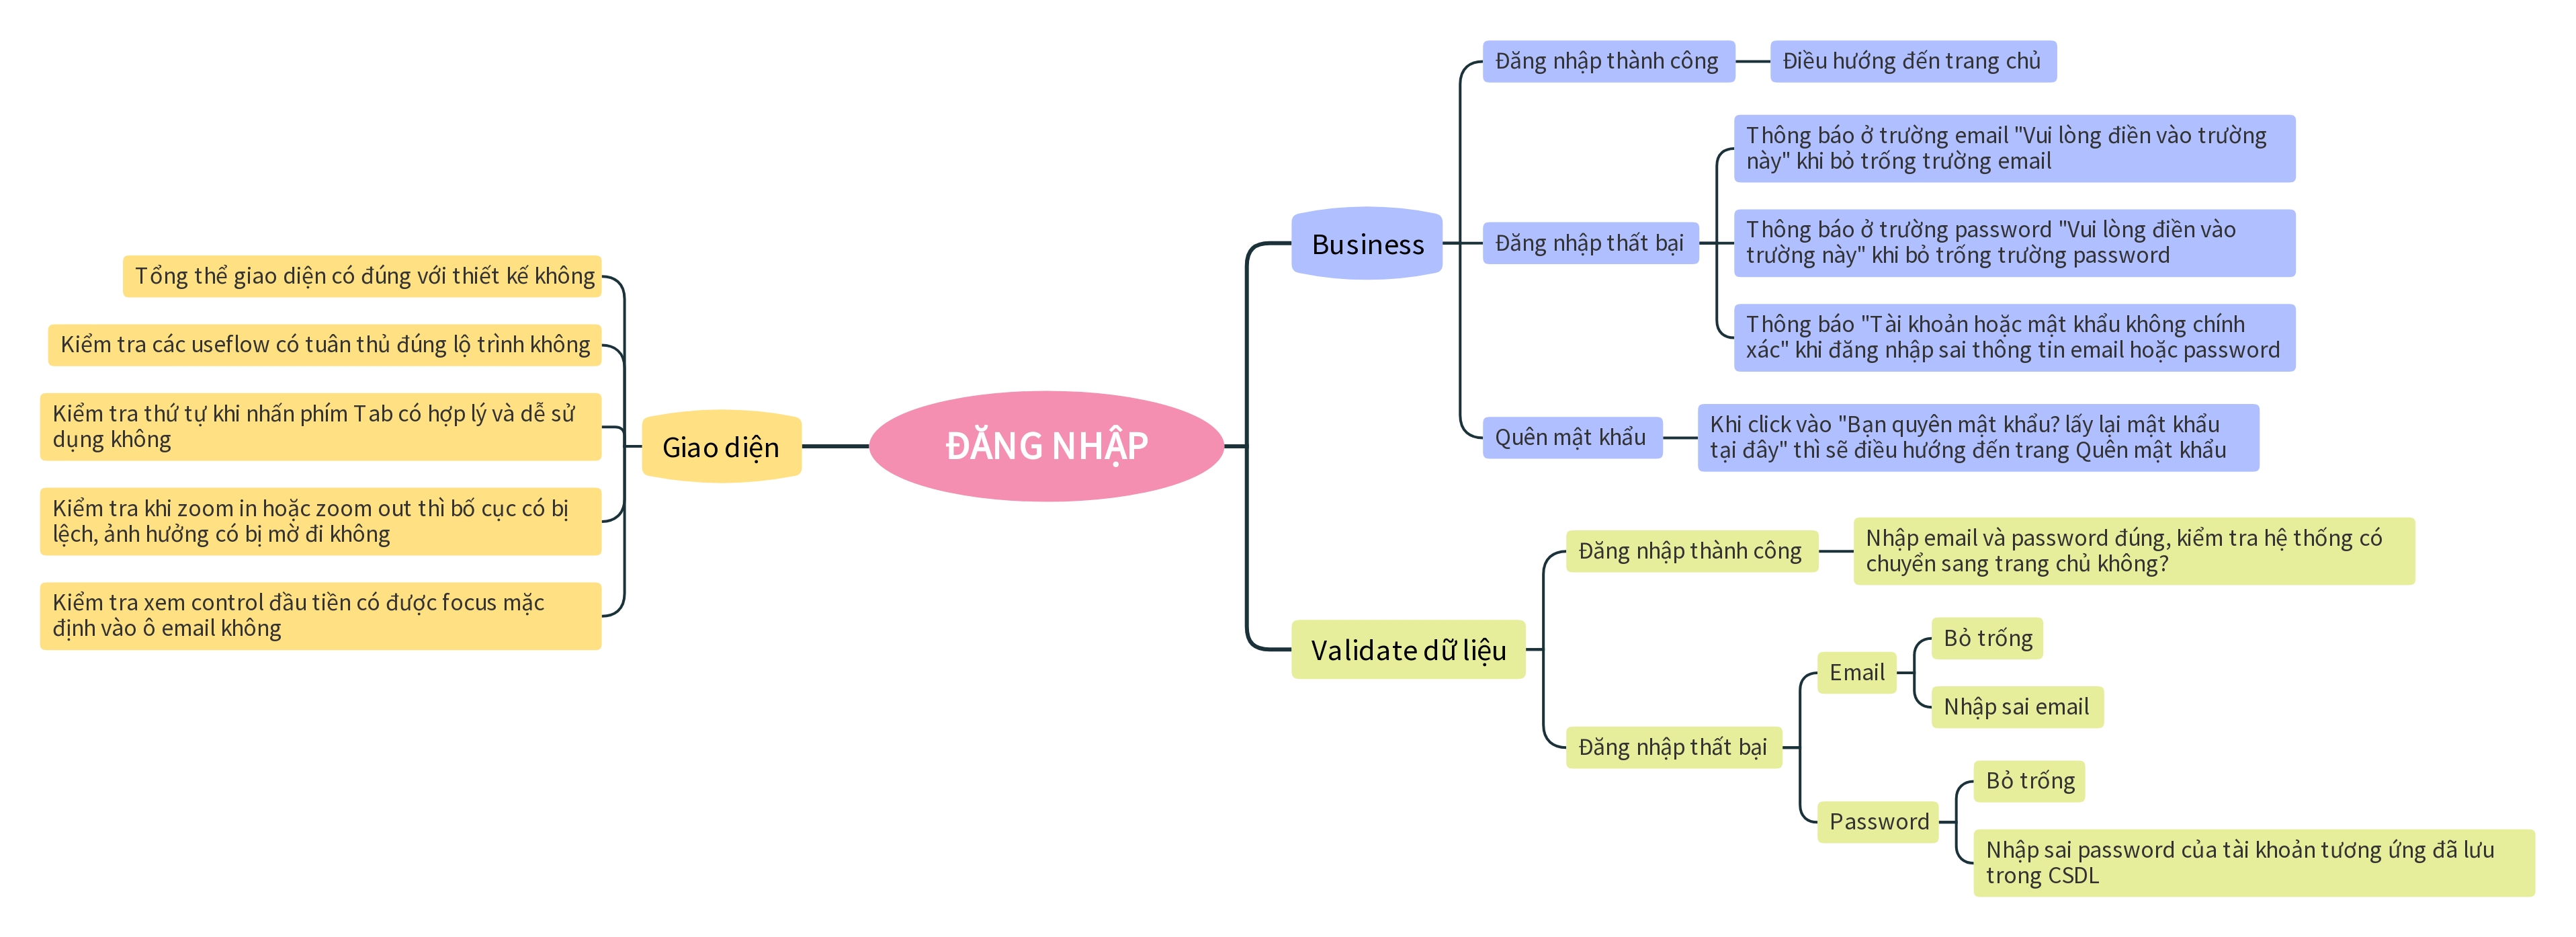 ĐĂNG NHẬP
Giao diện
Tổng thể giao diện có đúng với thiết kế không
Kiểm tra các useflow có tuân thủ đúng lộ trình không
Kiểm tra thứ tự khi nhấn phím Tab có hợp lý và dễ sử
dụng không
Kiểm tra khi zoom in hoặc zoom out thì bố cục có bị
lệch, ảnh hưởng có bị mờ đi không
Kiểm tra xem control đầu tiền có được focus mặc
định vào ô email không
Business
Đăng nhập thành công
Điều hướng đến trang chủ
Đăng nhập thất bại
Thông báo ở trường email "Vui lòng điền vào trường
này" khi bỏ trống trường email
Thông báo ở trường password "Vui lòng điền vào
trường này" khi bỏ trống trường password
Thông báo "Tài khoản hoặc mật khẩu không chính
xác" khi đăng nhập sai thông tin email hoặc password
Quên mật khẩu
Khi click vào "Bạn quyên mật khẩu? lấy lại mật khẩu
tại đây" thì sẽ điều hướng đến trang Quên mật khẩu
Validate dữ liệu
Đăng nhập thành công
Nhập email và password đúng, kiểm tra hệ thống có
chuyển sang trang chủ không?
Đăng nhập thất bại
Email
Bỏ trống
Nhập sai email
Password
Bỏ trống
Nhập sai password của tài khoản tương ứng đã lưu
trong CSDL